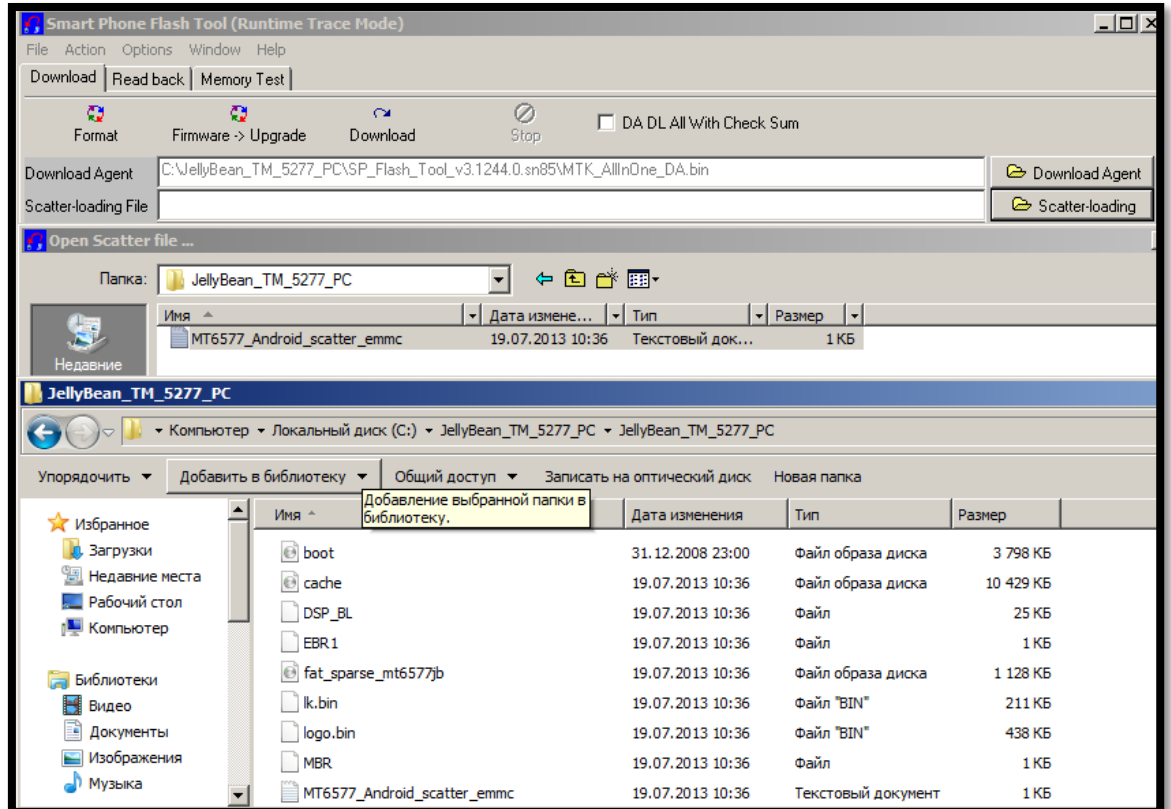 Smart Phone Flash Tool (Runtime Trace Mode)
File Action Options Window Help
Download Read back Memory Test
Format Firmware -> Upgrade Download Stop DA DL All With Check Sum
Download Agent C:\JellyBean_TM_5277_PC\SP_Flash_Tool_v3.1244.0.sn85\MTK_AllInOne_DA.bin Download Agent
Scatter-loading File Scatter-loading
Open Scatter file ...
Папка: JellyBean_TM_5277_PC
Имя Дата измене... Тип Размер
MT6577_Android_scatter_emmc 19.07.2013 10:36 Текстовый док... 1 КБ
Недавние
JellyBean_TM_5277_PC
Компьютер Локальный диск (C:) JellyBean_TM_5277_PC JellyBean_TM_5277_PC
Упорядочить Добавить в библиотеку Общий доступ Записать на оптический диск Новая папка
Добавление выбранной папки в
библиотеку.
Имя Дата изменения Тип Размер
Избранное
Загрузки
Недавние места
Рабочий стол
Компьютер
Библиотеки
Видео
Документы
Изображения
Музыка
boot 31.12.2008 23:00 Файл образа диска 3 798 КБ
cache 19.07.2013 10:36 Файл образа диска 10 429 КБ
DSP_BL 19.07.2013 10:36 Файл 25 КБ
EBR1 19.07.2013 10:36 Файл 1 КБ
fat_sparse_mt6577jb 19.07.2013 10:36 Файл образа диска 1 128 КБ
lk.bin 19.07.2013 10:36 Файл "BIN" 211 КБ
logo.bin 19.07.2013 10:36 Файл "BIN" 438 КБ
MBR 19.07.2013 10:36 Файл 1 КБ
MT6577_Android_scatter_emmc 19.07.2013 10:36 Текстовый документ 1 КБ